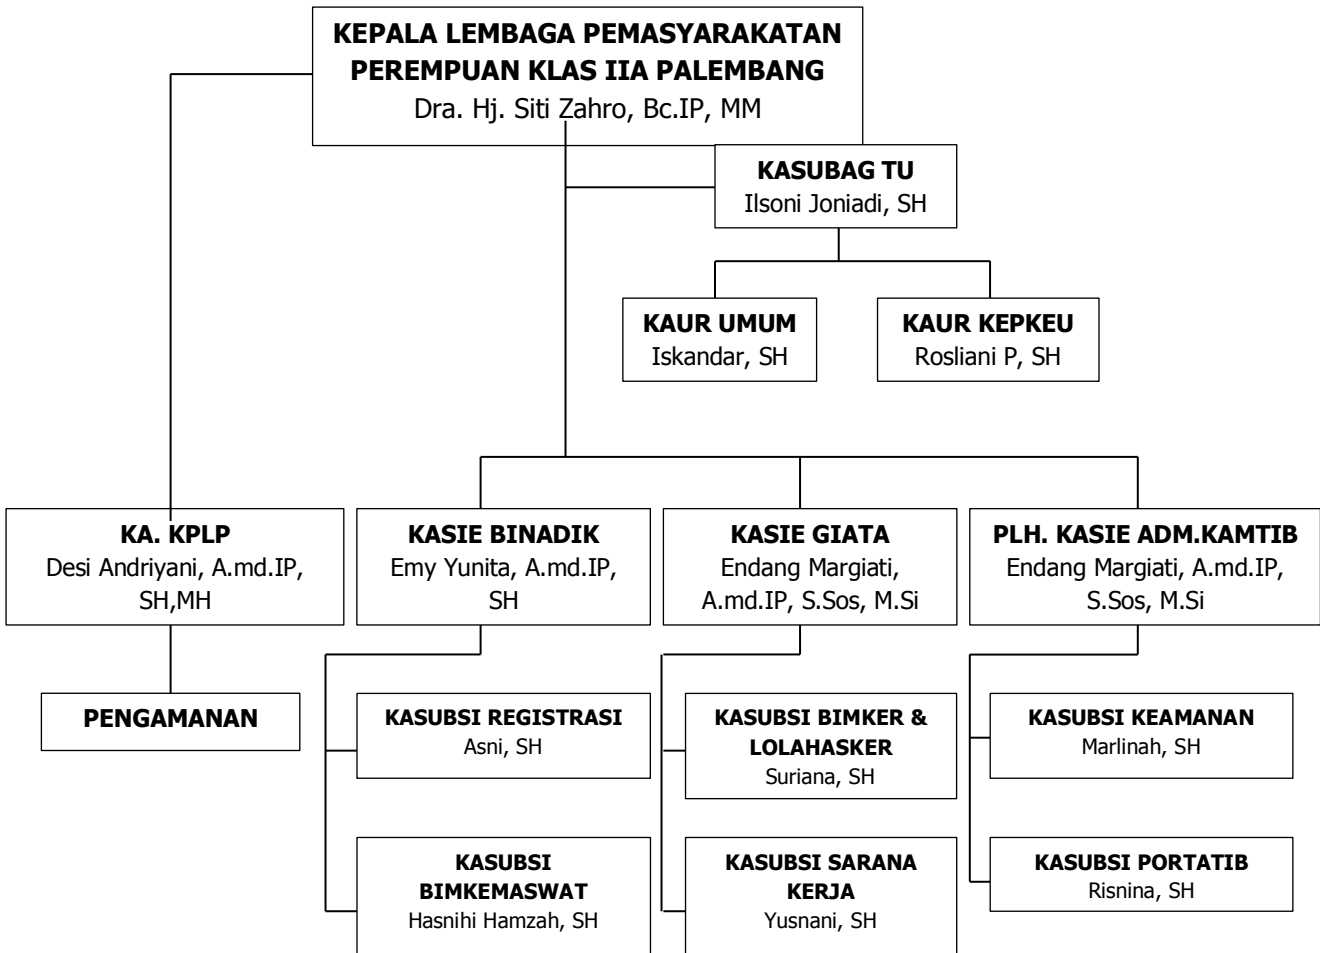 KEPALA LEMBAGA PEMASYARAKATAN
PEREMPUAN KLAS IIA PALEMBANG
Dra. Hj. Siti Zahro, Bc.IP, MM
KASUBAG TU
Ilsoni Joniadi, SH
KAUR UMUM
Iskandar, SH
KAUR KEPKEU
Rosliani P, SH
KA. KPLP
Desi Andriyani, A.md.IP,
SH,MH
KASIE BINADIK
Emy Yunita, A.md.IP,
SH
KASIE GIATA
Endang Margiati,
A.md.IP, S.Sos, M.Si
PLH. KASIE ADM.KAMTIB
Endang Margiati, A.md.IP,
S.Sos, M.Si
PENGAMANAN
KASUBSI REGISTRASI
Asni, SH
KASUBSI BIMKER &
LOLAHASKER
Suriana, SH
KASUBSI KEAMANAN
Marlinah, SH
KASUBSI
BIMKEMASWAT
Hasnihi Hamzah, SH
KASUBSI SARANA
KERJA
Yusnani, SH
KASUBSI PORTATIB
Risnina, SH